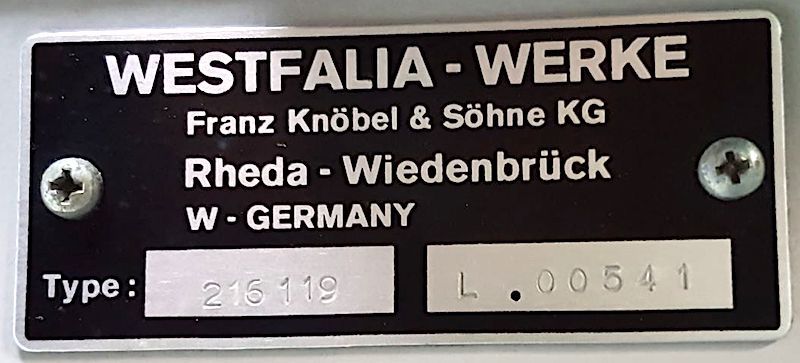 WESTFALIA - WERKE
Franz Knöbel & Söhne KG
Rheda - Wiedenbrück
W - GERMANY
Type: 216119 L .00541